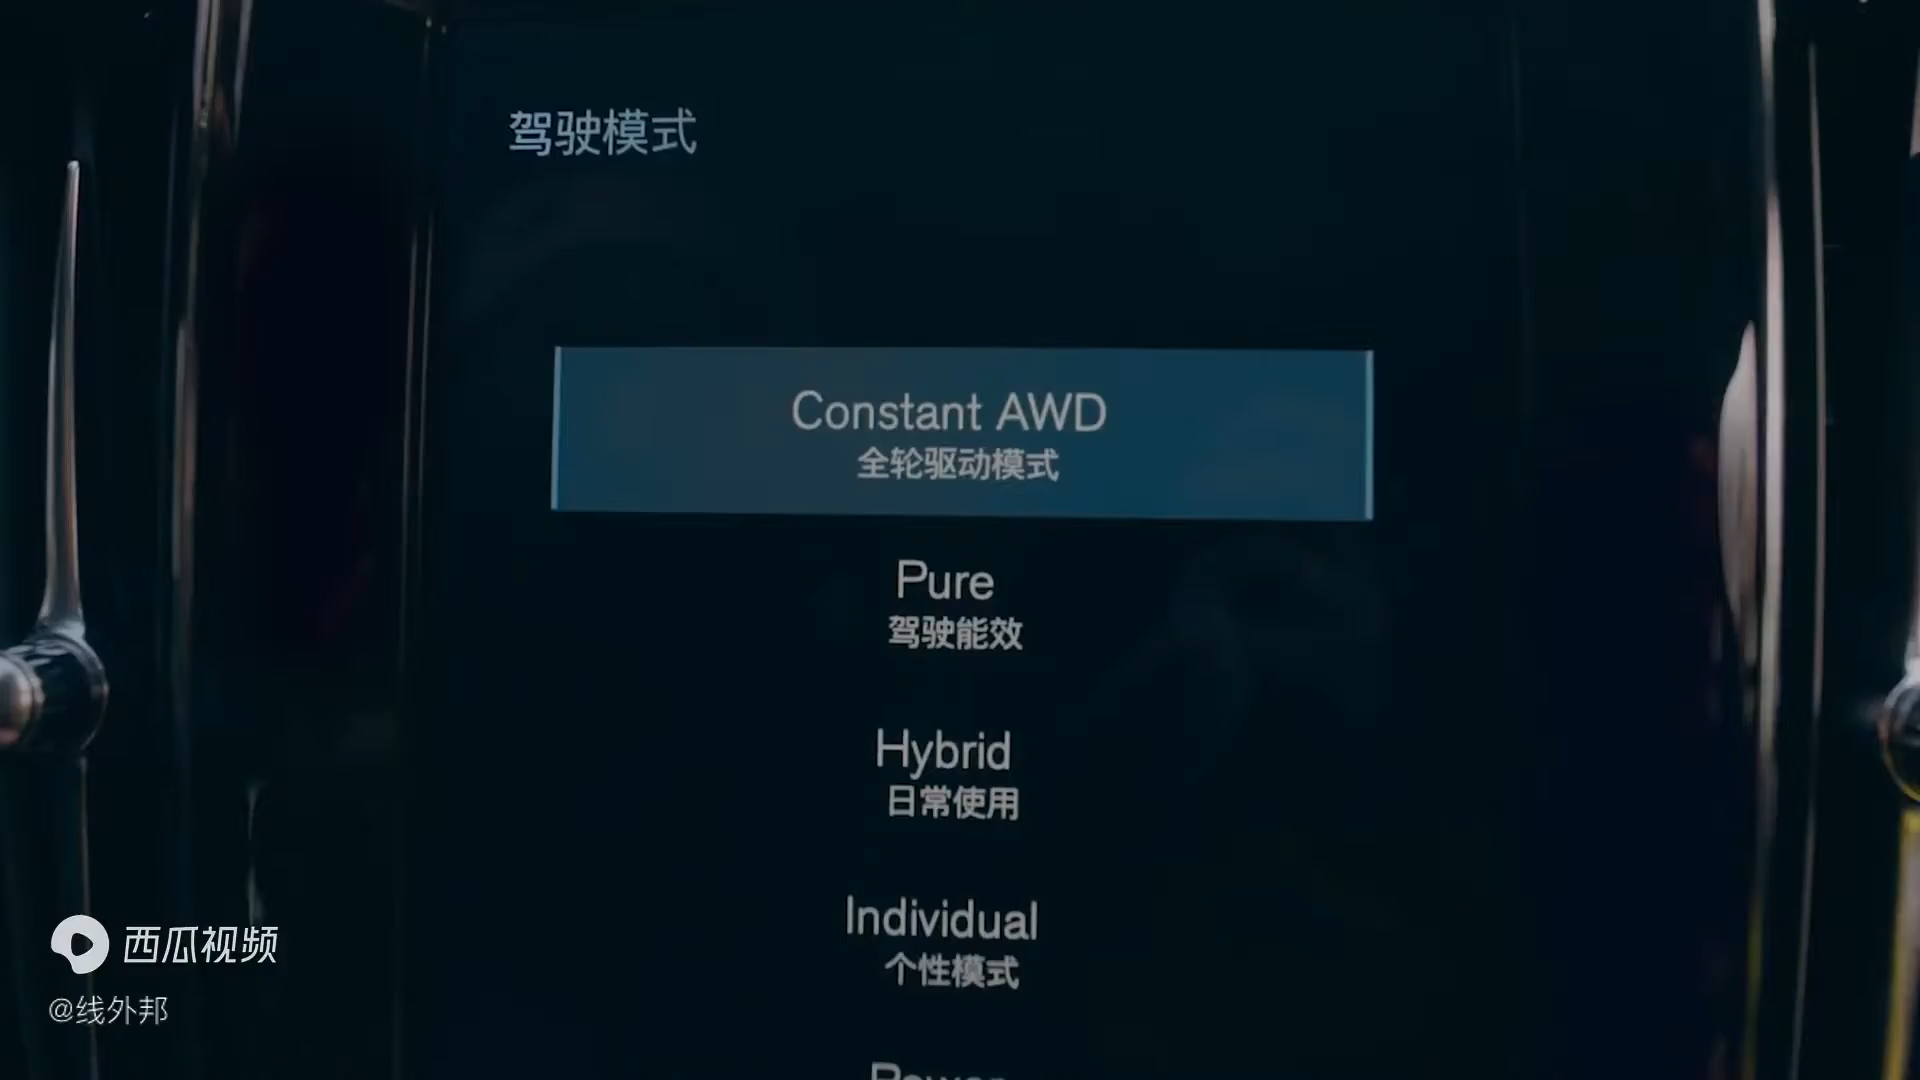 驾驶模式
Constant AWD
全轮驱动模式
Pure
驾驶能效
Hybrid
日常使用
Individual
个性模式
Power
西瓜视频
@线外邦